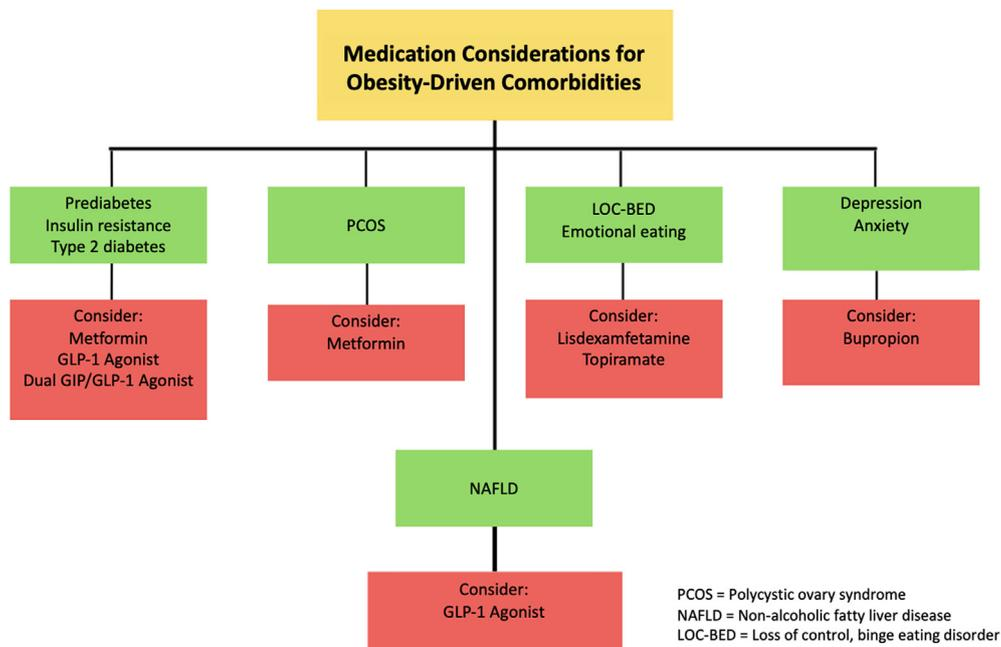 Medication Considerations for
Obesity-Driven Comorbidities
Prediabetes
Insulin resistance
Type 2 diabetes
PCOS
LOC-BED
Emotional eating
Depression
Anxiety
Consider:
Metformin
GLP-1 Agonist
Dual GIP/GLP-1 Agonist
Consider:
Metformin
Consider:
Lisdexamfetamine
Topiramate
Consider:
Bupropion
NAFLD
Consider:
GLP-1 Agonist
PCOS = Polycystic ovary syndrome
NAFLD = Non-alcoholic fatty liver disease
LOC-BED = Loss of control, binge eating disorder